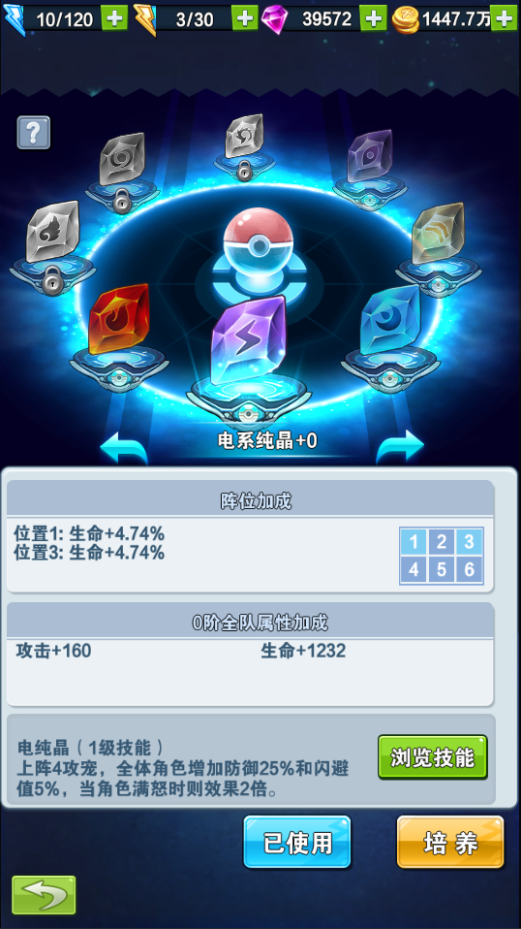 10/120
3/30
39572
1447.7万
?
电系纯晶+0
阵位加成
位置1: 生命+4.74%
位置3: 生命+4.74%
1 2 3
4 5 6
0阶全队属性加成
攻击+160 生命+1232
电纯晶（1级技能）
上阵4攻宠，全体角色增加防御25%和闪避
值5%，当角色满怒时则效果2倍。
浏览技能
已使用
培养